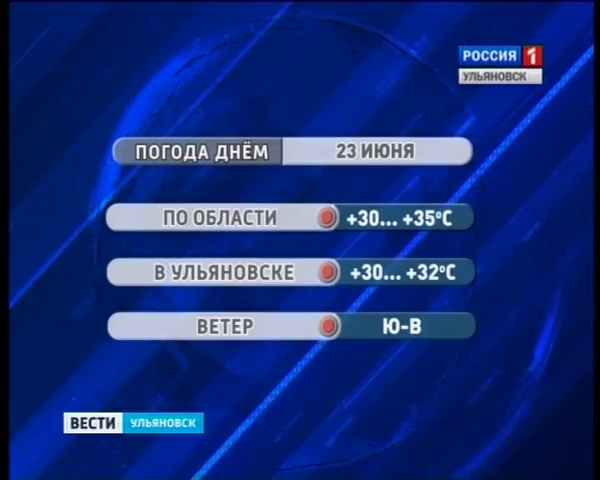 РОССИЯ 1
УЛЬЯНОВСК
ПОГОДА ДНЁМ 23 ИЮНЯ
ПО ОБЛАСТИ +30... +35°C
В УЛЬЯНОВСКЕ +30... +32°C
ВЕТЕР Ю-В
ВЕСТИ УЛЬЯНОВСК